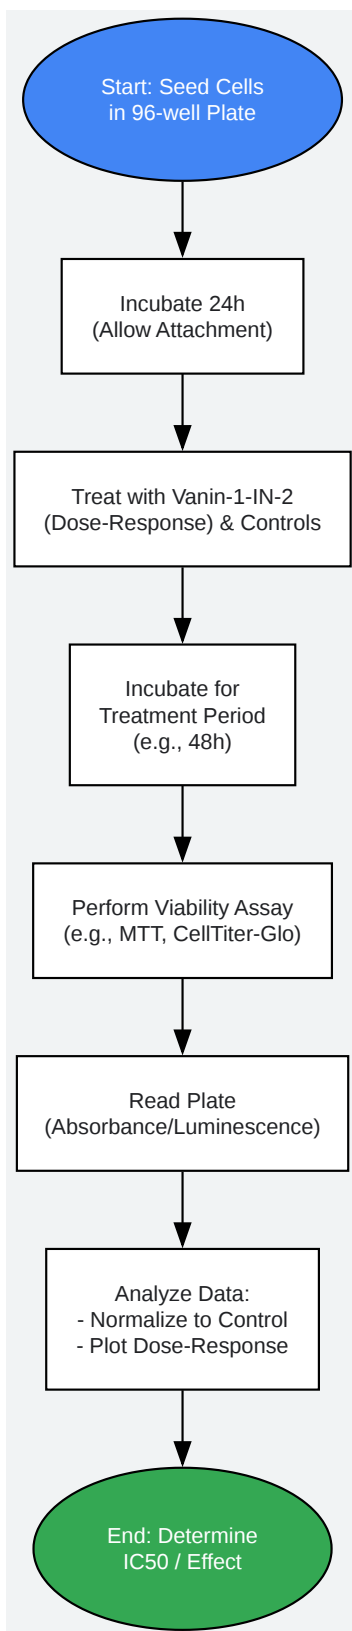 Start: Seed Cells
in 96-well Plate
Incubate 24h
(Allow Attachment)
Treat with Vanin-1-IN-2
(Dose-Response) & Controls
Incubate for
Treatment Period
(e.g., 48h)
Perform Viability Assay
(e.g., MTT, CellTiter-Glo)
Read Plate
(Absorbance/Luminescence)
Analyze Data:
- Normalize to Control
- Plot Dose-Response
End: Determine
IC50 / Effect